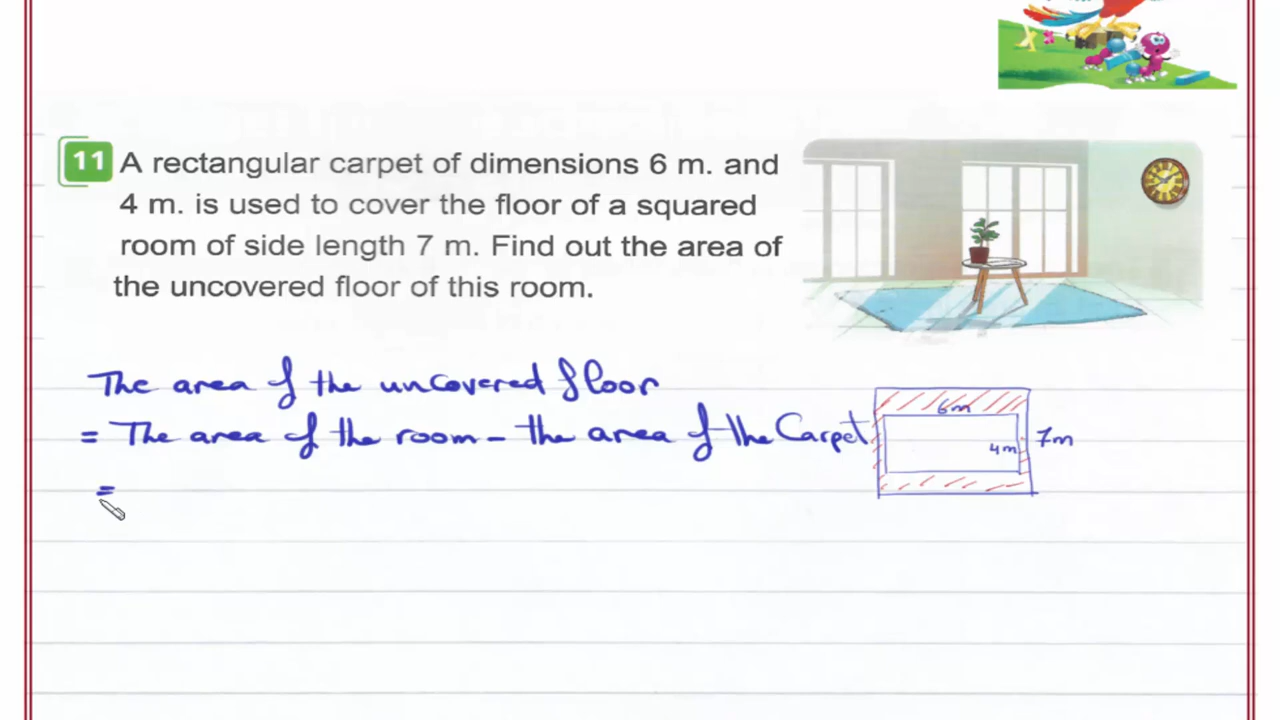 11 A rectangular carpet of dimensions 6 m. and
4 m. is used to cover the floor of a squared
room of side length 7 m. Find out the area of
the uncovered floor of this room.
The area of the uncovered floor
= The area of the room - the area of the Carpet
6m
4m
7m
=